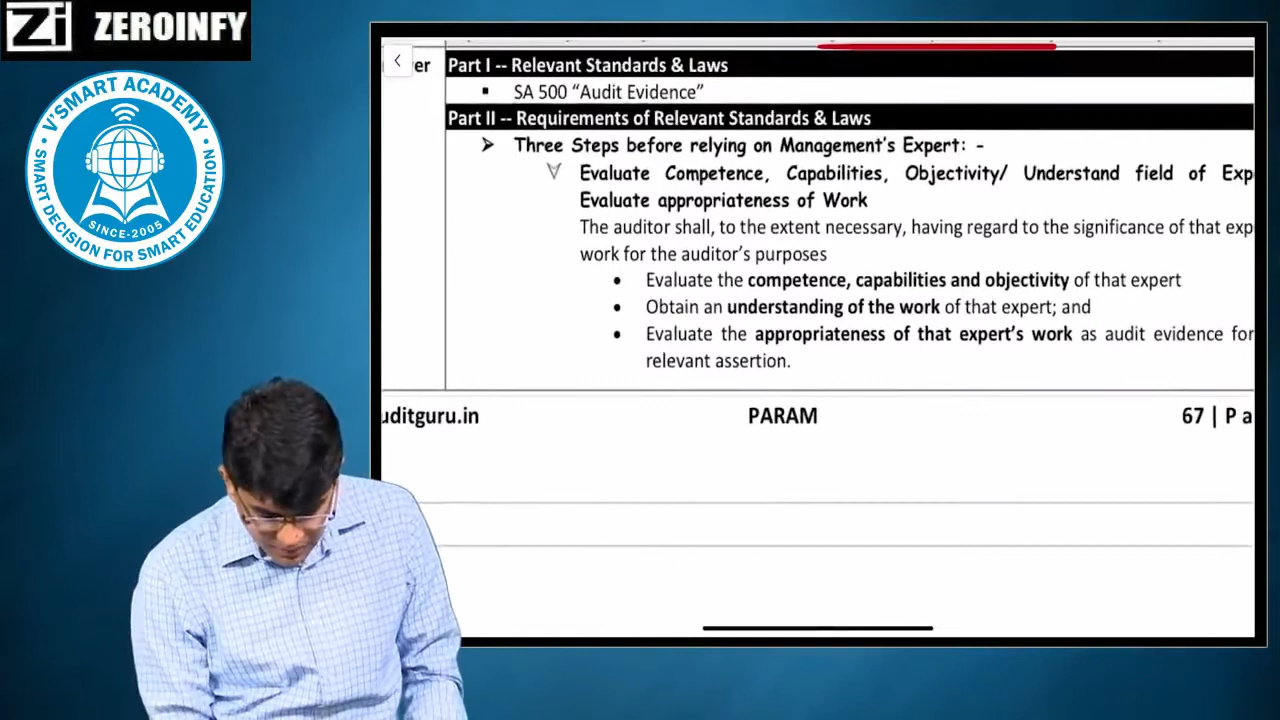 Zi ZEROINFY
V'SMART ACADEMY
SINCE-2005
SMART DECISION FOR SMART EDUCATION
er
Part I -- Relevant Standards & Laws
▪ SA 500 “Audit Evidence”
Part II -- Requirements of Relevant Standards & Laws
Three Steps before relying on Management's Expert: -
Evaluate Competence, Capabilities, Objectivity/ Understand field of Exp
Evaluate appropriateness of Work
The auditor shall, to the extent necessary, having regard to the significance of that exp
work for the auditor’s purposes
• Evaluate the competence, capabilities and objectivity of that expert
• Obtain an understanding of the work of that expert; and
• Evaluate the appropriateness of that expert’s work as audit evidence for
relevant assertion.
uditguru.in PARAM 67 | P a